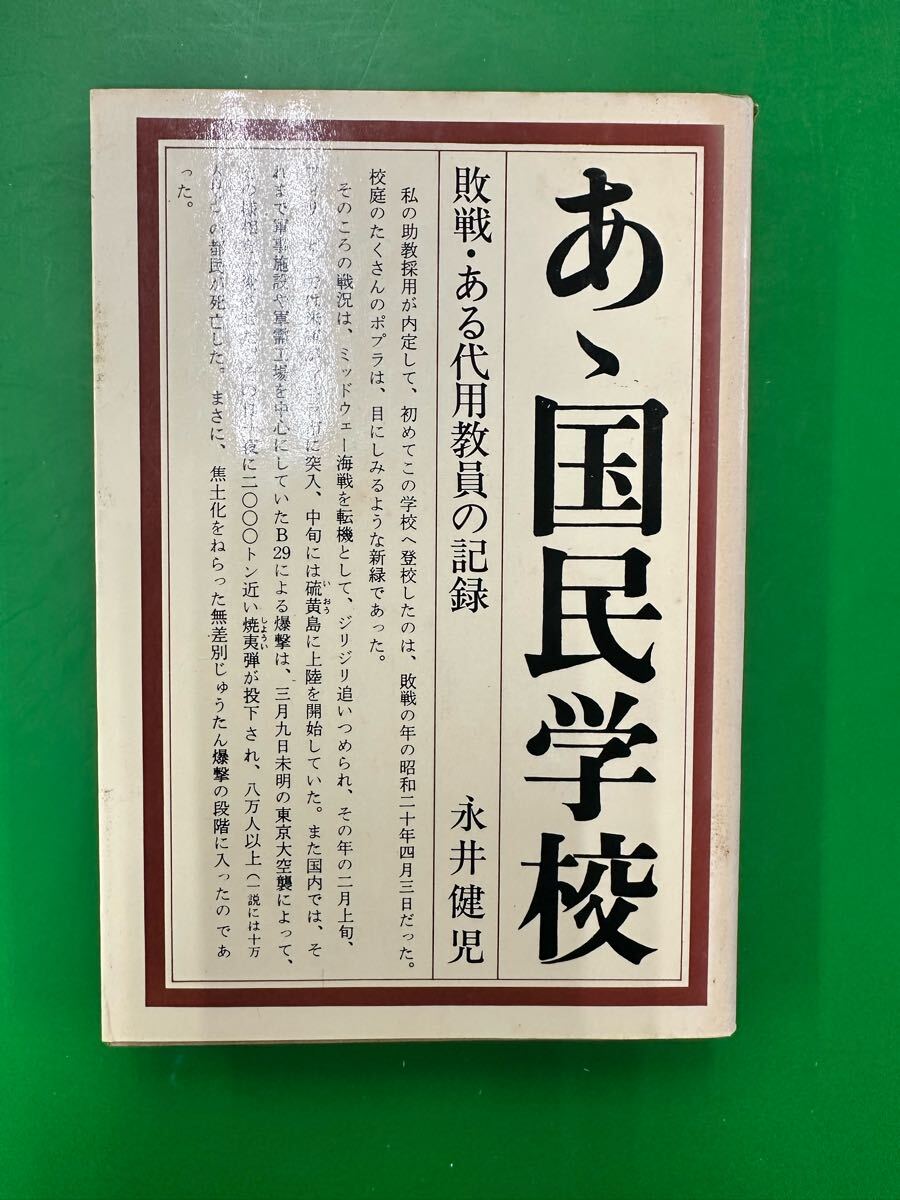 あゝ国民学校
敗戦・ある代用教員の記録
永井健児
私の助教採用が内定して、初めてこの学校へ登校したのは、敗戦の年の昭和二十年四月三日だった。
校庭のたくさんのポプラは、目にしみるような新緑であった。
そのころの戦況は、ミッドウェー海戦を転機として、ジリジリ追いつめられ、その年の二月上旬、
に突入、中旬には硫黄島に上陸を開始していた。また国内では、そ
いおう
れまで軍事施設や軍需工場を中心にしていたB29による爆撃は、三月九日未明の東京大空襲によって、
夜に二〇〇〇トン近い焼夷弾が投下され、八万人以上(一説には十万
しょうい
の都民が死亡した。まさに、焦土化をねらった無差別じゅうたん爆撃の段階に入ったのであ
った。